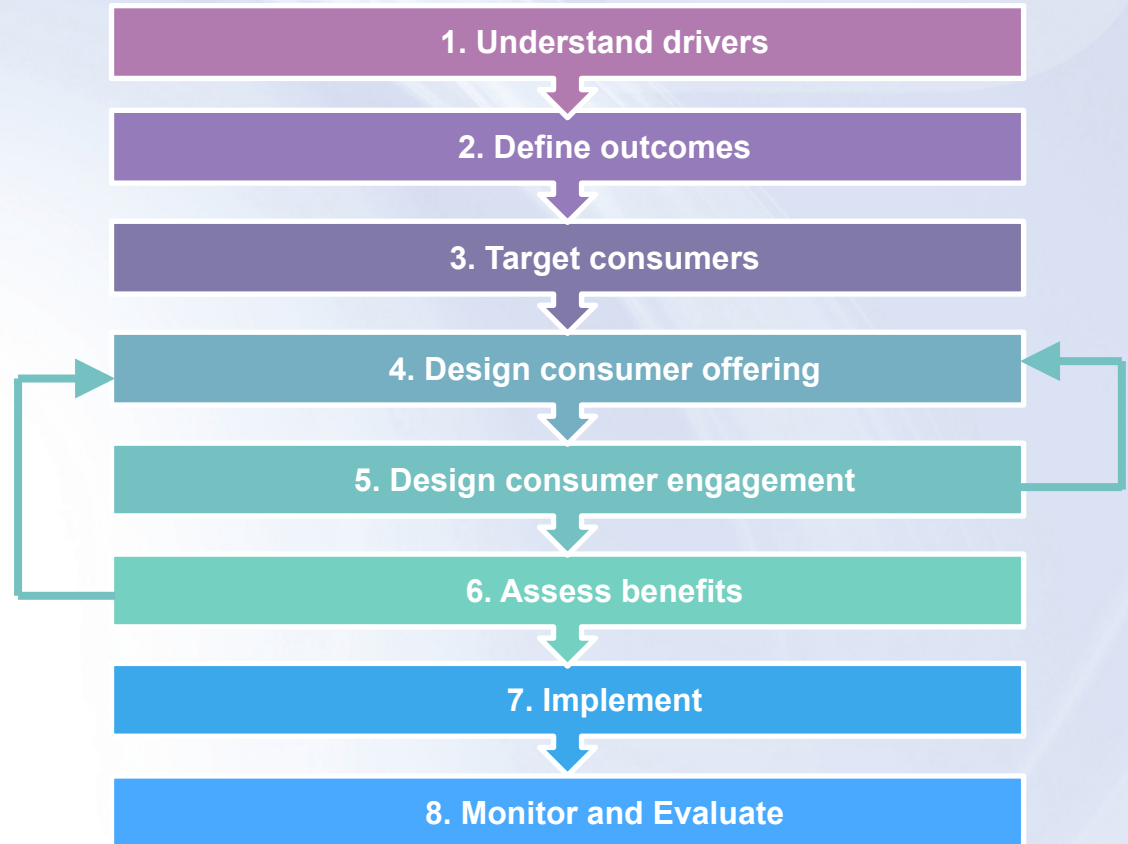 1. Understand drivers
2. Define outcomes
3. Target consumers
4. Design consumer offering
5. Design consumer engagement
6. Assess benefits
7. Implement
8. Monitor and Evaluate